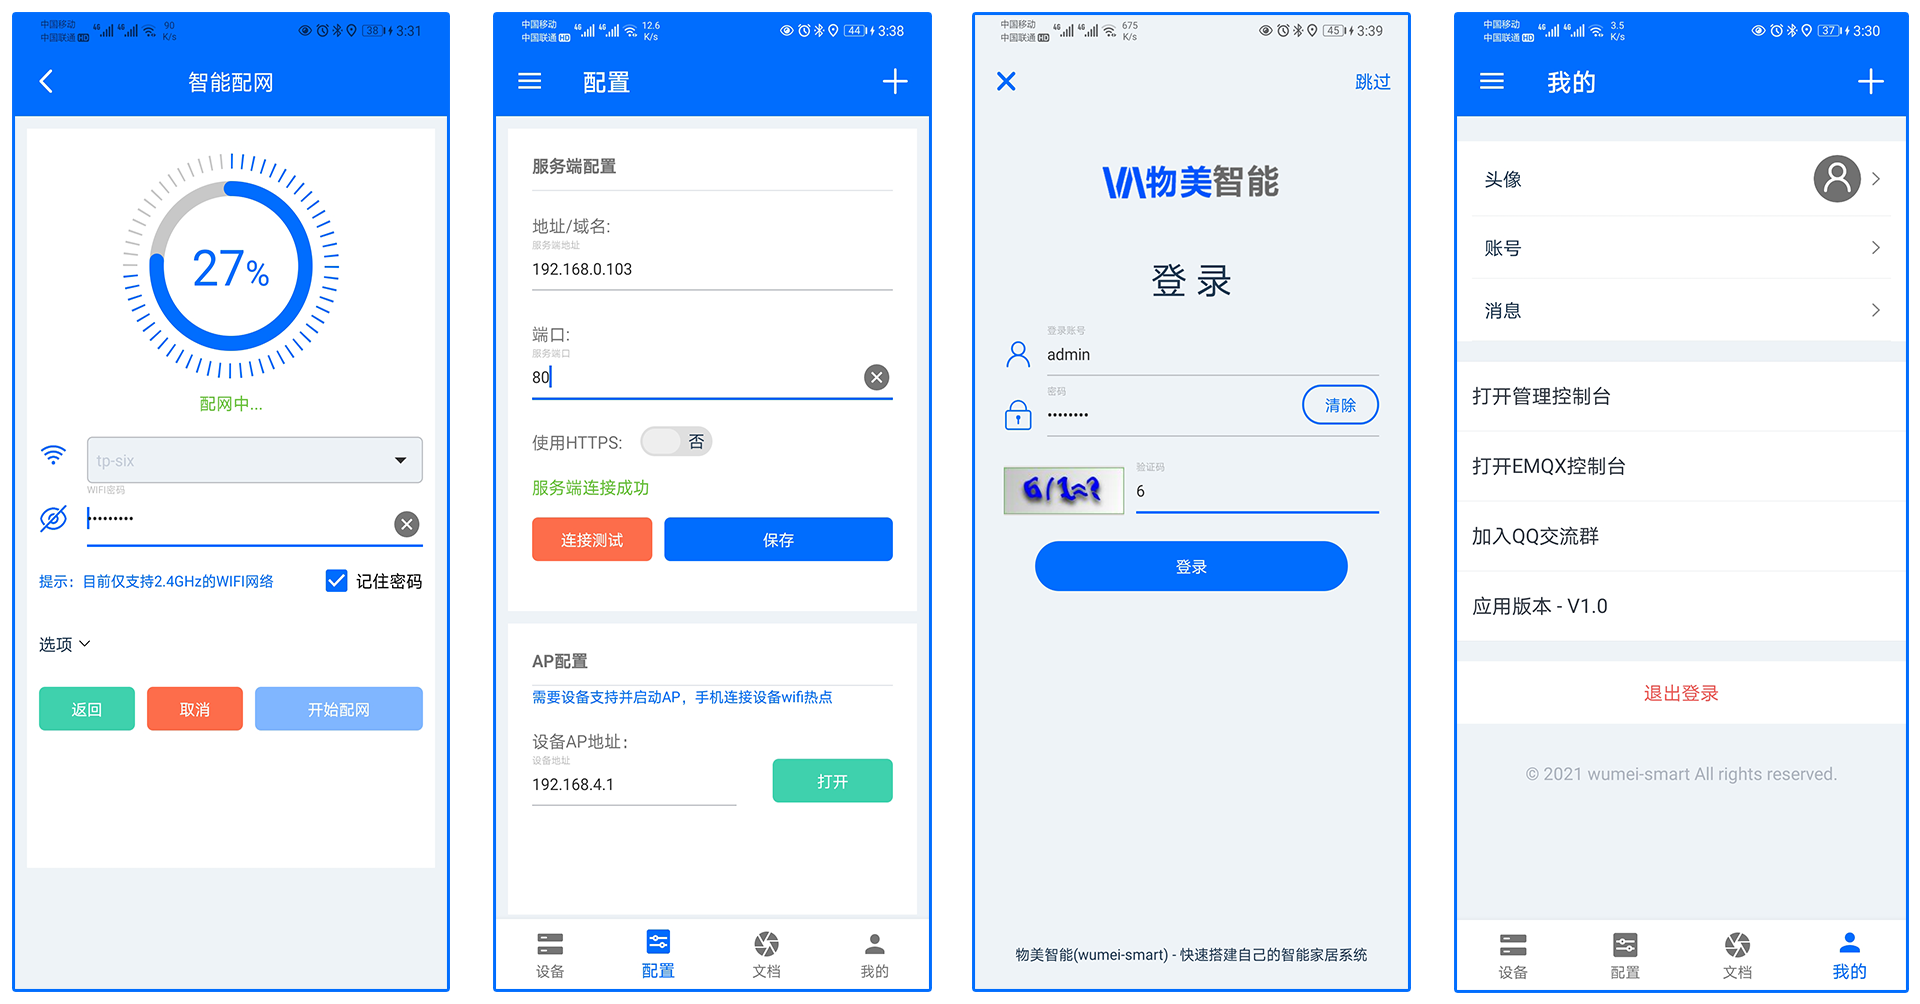 中国移动
中国联通 HD
4G 4G
90
K/s
38
3:31
智能配网
27%
配网中...
tp-six
WIFI密码
•••••••••
提示：目前仅支持2.4GHz的WIFI网络
记住密码
选项
返回
取消
开始配网
中国移动
中国联通 HD
4G 4G
12.6
K/s
44
3:38
配置
服务端配置
地址/域名:
服务端地址
192.168.0.103
端口:
服务端口
80
使用HTTPS:
否
服务端连接成功
连接测试
保存
AP配置
需要设备支持并启动AP，手机连接设备wifi热点
设备AP地址：
设备地址
192.168.4.1
打开
设备
配置
文档
我的
中国移动
中国联通 HD
4G 4G
675
K/s
45
3:39
跳过
物美智能
登 录
登录账号
admin
密码
••••••••
清除
6/1=?
验证码
6
登录
物美智能(wumei-smart) - 快速搭建自己的智能家居系统
中国移动
中国联通 HD
4G 4G
3.5
K/s
37
3:30
我的
头像
账号
消息
打开管理控制台
打开EMQX控制台
加入QQ交流群
应用版本 - V1.0
退出登录
© 2021 wumei-smart All rights reserved.
设备
配置
文档
我的